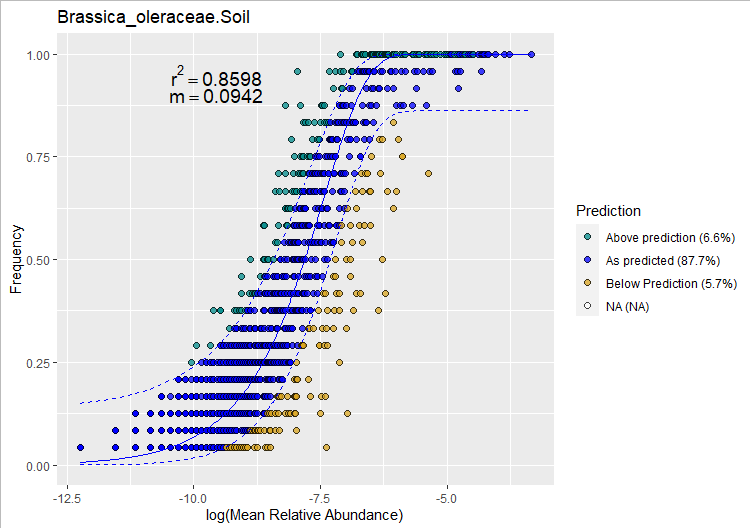 Brassica_oleraceae.Soil
r² = 0.8598
m = 0.0942
1.00
0.75
0.50
0.25
0.00
Frequency
-12.5 -10.0 -7.5 -5.0
log(Mean Relative Abundance)
Prediction
Above prediction (6.6%)
As predicted (87.7%)
Below Prediction (5.7%)
NA (NA)